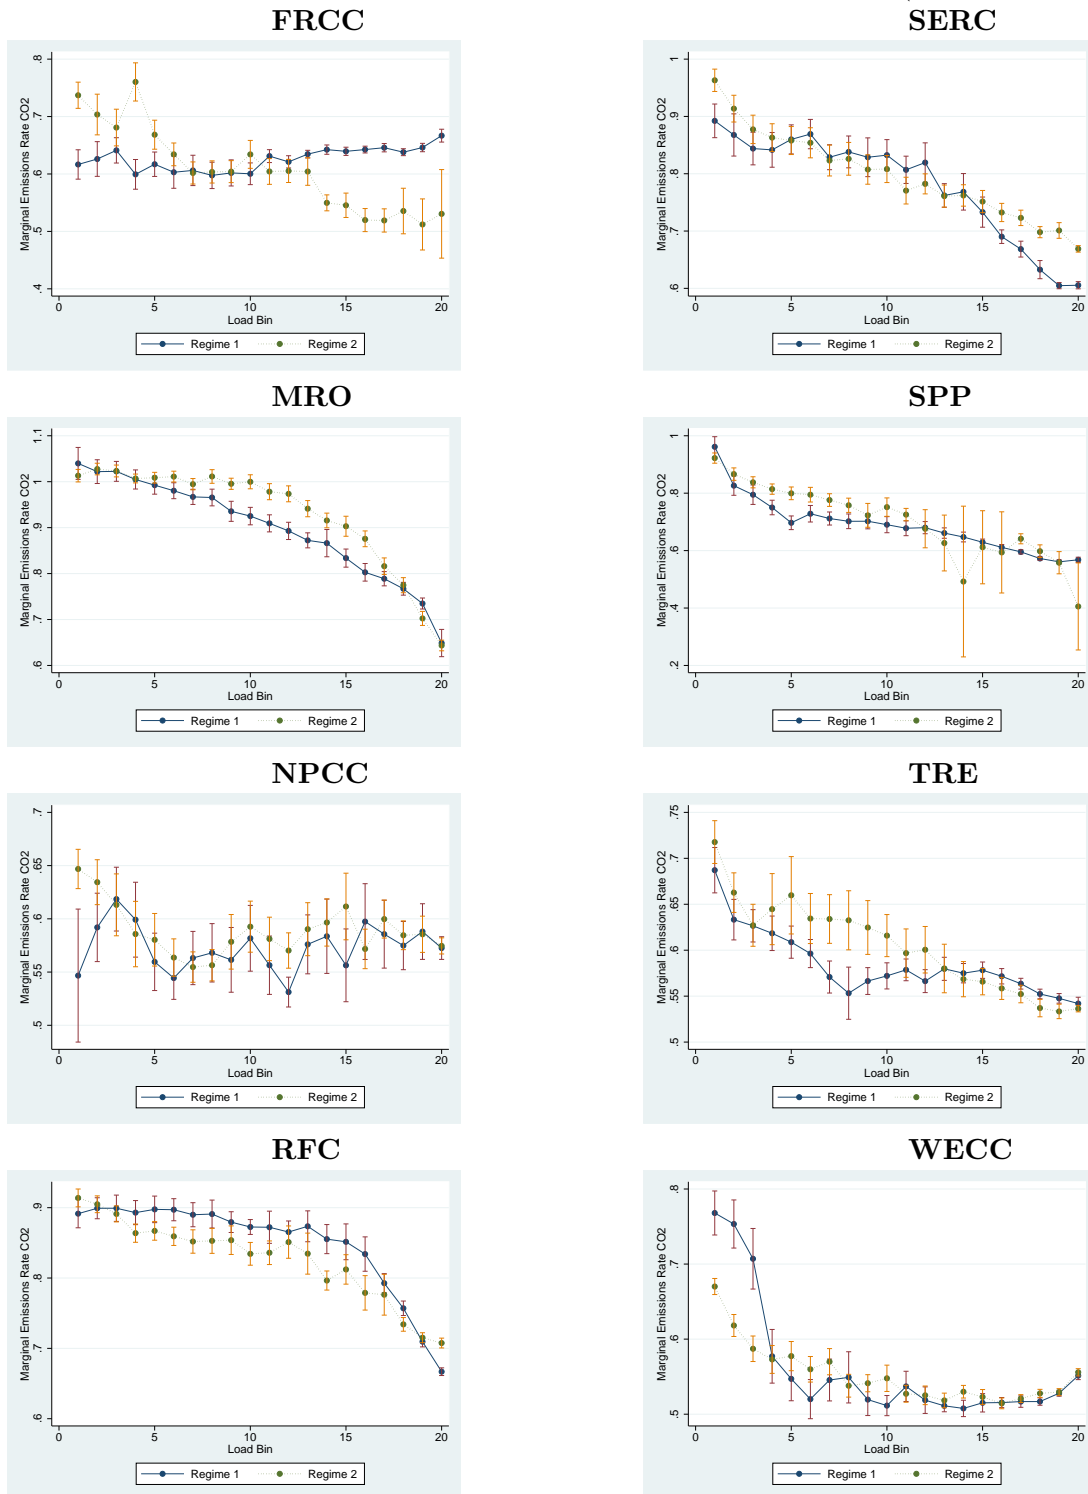 FRCC
Marginal Emissions Rate CO2
.8
.7
.6
.5
.4
0 5 10 15 20
Load Bin
Regime 1 Regime 2
SERC
Marginal Emissions Rate CO2
1
.9
.8
.7
.6
0 5 10 15 20
Load Bin
Regime 1 Regime 2
MRO
Marginal Emissions Rate CO2
1.1
1
.9
.8
.7
.6
0 5 10 15 20
Load Bin
Regime 1 Regime 2
SPP
Marginal Emissions Rate CO2
1
.8
.6
.4
.2
0 5 10 15 20
Load Bin
Regime 1 Regime 2
NPCC
Marginal Emissions Rate CO2
.7
.65
.6
.55
.5
0 5 10 15 20
Load Bin
Regime 1 Regime 2
TRE
Marginal Emissions Rate CO2
.75
.7
.65
.6
.55
.5
0 5 10 15 20
Load Bin
Regime 1 Regime 2
RFC
Marginal Emissions Rate CO2
.9
.8
.7
.6
0 5 10 15 20
Load Bin
Regime 1 Regime 2
WECC
Marginal Emissions Rate CO2
.8
.7
.6
.5
0 5 10 15 20
Load Bin
Regime 1 Regime 2